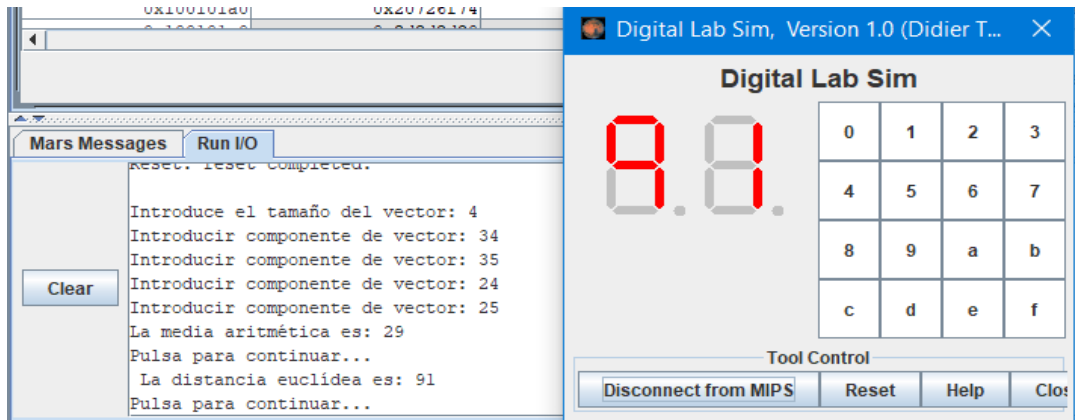 0x100101a0 0x20726174
Digital Lab Sim, Version 1.0 (Didier T...
Digital Lab Sim
91
0 1 2 3
4 5 6 7
8 9 a b
c d e f
Tool Control
Disconnect from MIPS Reset Help Clos
Mars Messages Run I/O
Reset: reset completed.
Introduce el tamaño del vector: 4
Introducir componente de vector: 34
Introducir componente de vector: 35
Introducir componente de vector: 24
Introducir componente de vector: 25
La media aritmética es: 29
Pulsa para continuar...
La distancia euclídea es: 91
Pulsa para continuar...
Clear